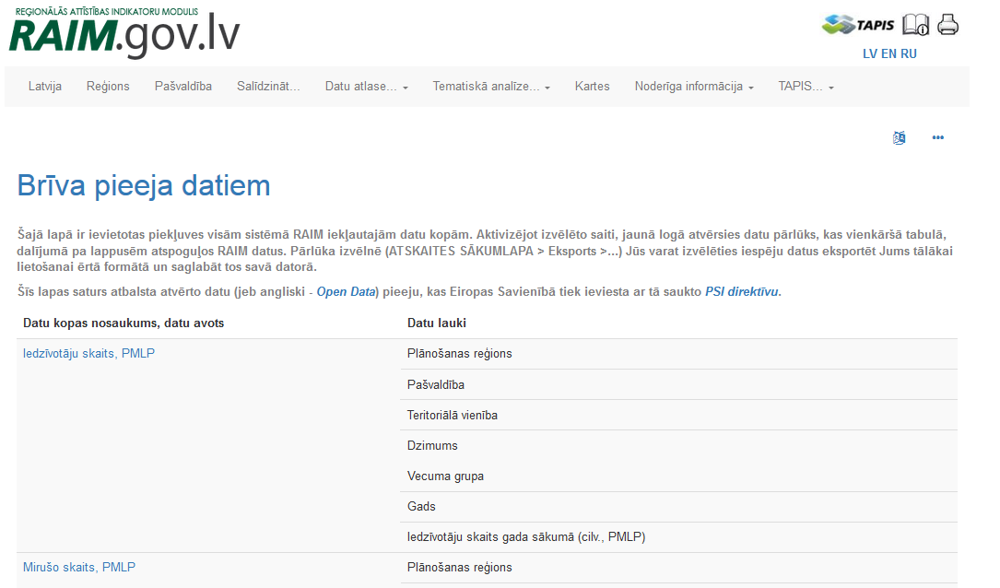 REĢIONĀLĀS ATTĪSTĪBAS INDIKATORU MODULIS
RAIM.gov.lv
TAPIS
LV EN RU
Latvija Reģions Pašvaldība Salīdzināt... Datu atlase... Tematiskā analīze... Kartes Noderīga informācija TAPIS...
Brīva pieeja datiem
Šajā lapā ir ievietotas piekļuves visām sistēmā RAIM iekļautajām datu kopām. Aktivizējot izvēlēto saiti, jaunā logā atvērsies datu pārlūks, kas vienkāršā tabulā,
dalījumā pa lappusēm atspoguļos RAIM datus. Pārlūka izvēlnē (ATSKAITES SĀKUMLAPA > Eksports >...) Jūs varat izvēlēties iespēju datus eksportēt Jums tālākai
lietošanai ērtā formātā un saglabāt tos savā datorā.
Šīs lapas saturs atbalsta atvērto datu (jeb angliski - Open Data) pieeju, kas Eiropas Savienībā tiek ieviesta ar tā saukto PSI direktīvu.
Datu kopas nosaukums, datu avots Datu lauki
Iedzīvotāju skaits, PMLP Plānošanas reģions
Pašvaldība
Teritoriālā vienība
Dzimums
Vecuma grupa
Gads
Iedzīvotāju skaits gada sākumā (cilv., PMLP)
Mirušo skaits, PMLP Plānošanas reģions